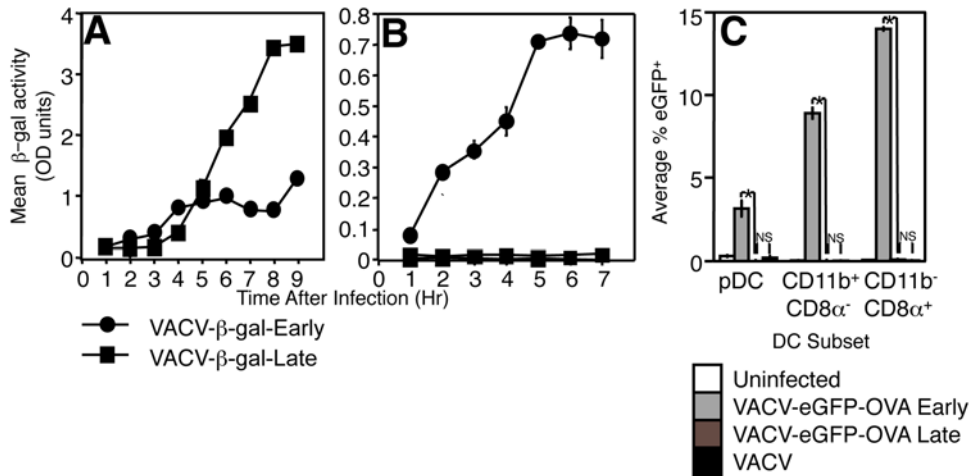 A
B
C
Mean β-gal activity
(OD units)
4
3
2
1
0
0 1 2 3 4 5 6 7 8 9
0.8
0.7
0.6
0.5
0.4
0.3
0.2
0.1
0
0 1 2 3 4 5 6 7
Time After Infection (Hr)
VACV-β-gal-Early
VACV-β-gal-Late
Average % eGFP+
15
10
5
0
* NS
* NS
* NS
pDC CD11b+ CD11b-
CD8α- CD8α+
DC Subset
Uninfected
VACV-eGFP-OVA Early
VACV-eGFP-OVA Late
VACV